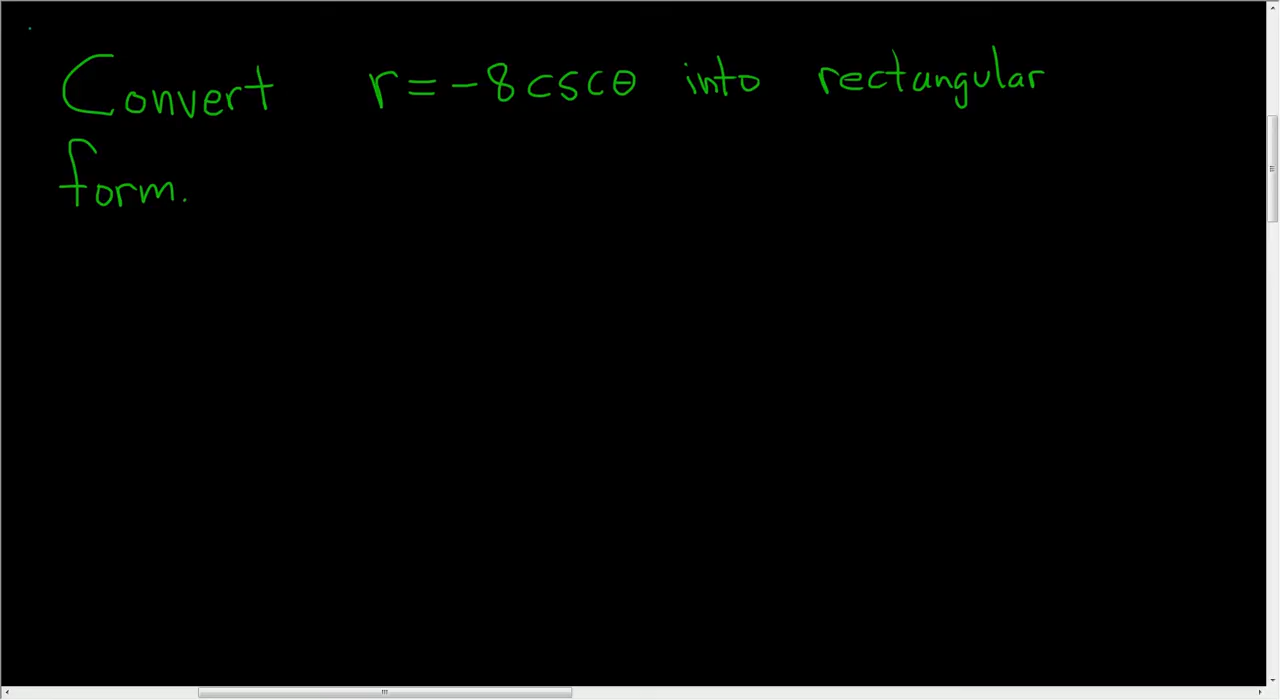 Convert r=-8cscθ into rectangular
form.